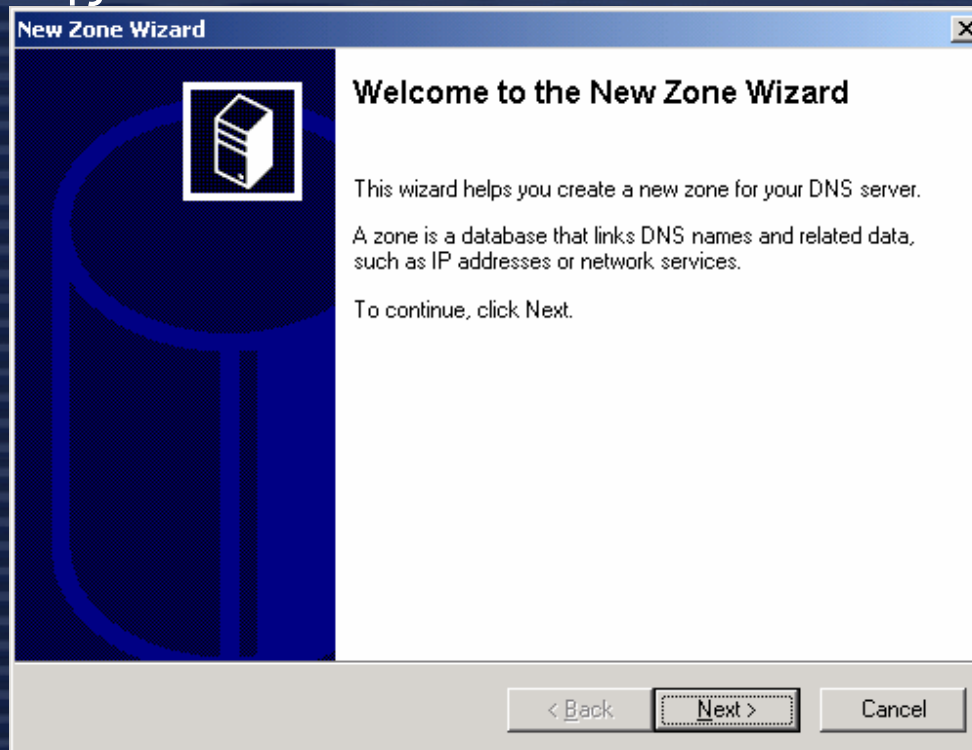 New Zone Wizard
Welcome to the New Zone Wizard
This wizard helps you create a new zone for your DNS server.
A zone is a database that links DNS names and related data,
such as IP addresses or network services.
To continue, click Next.
< Back Next > Cancel